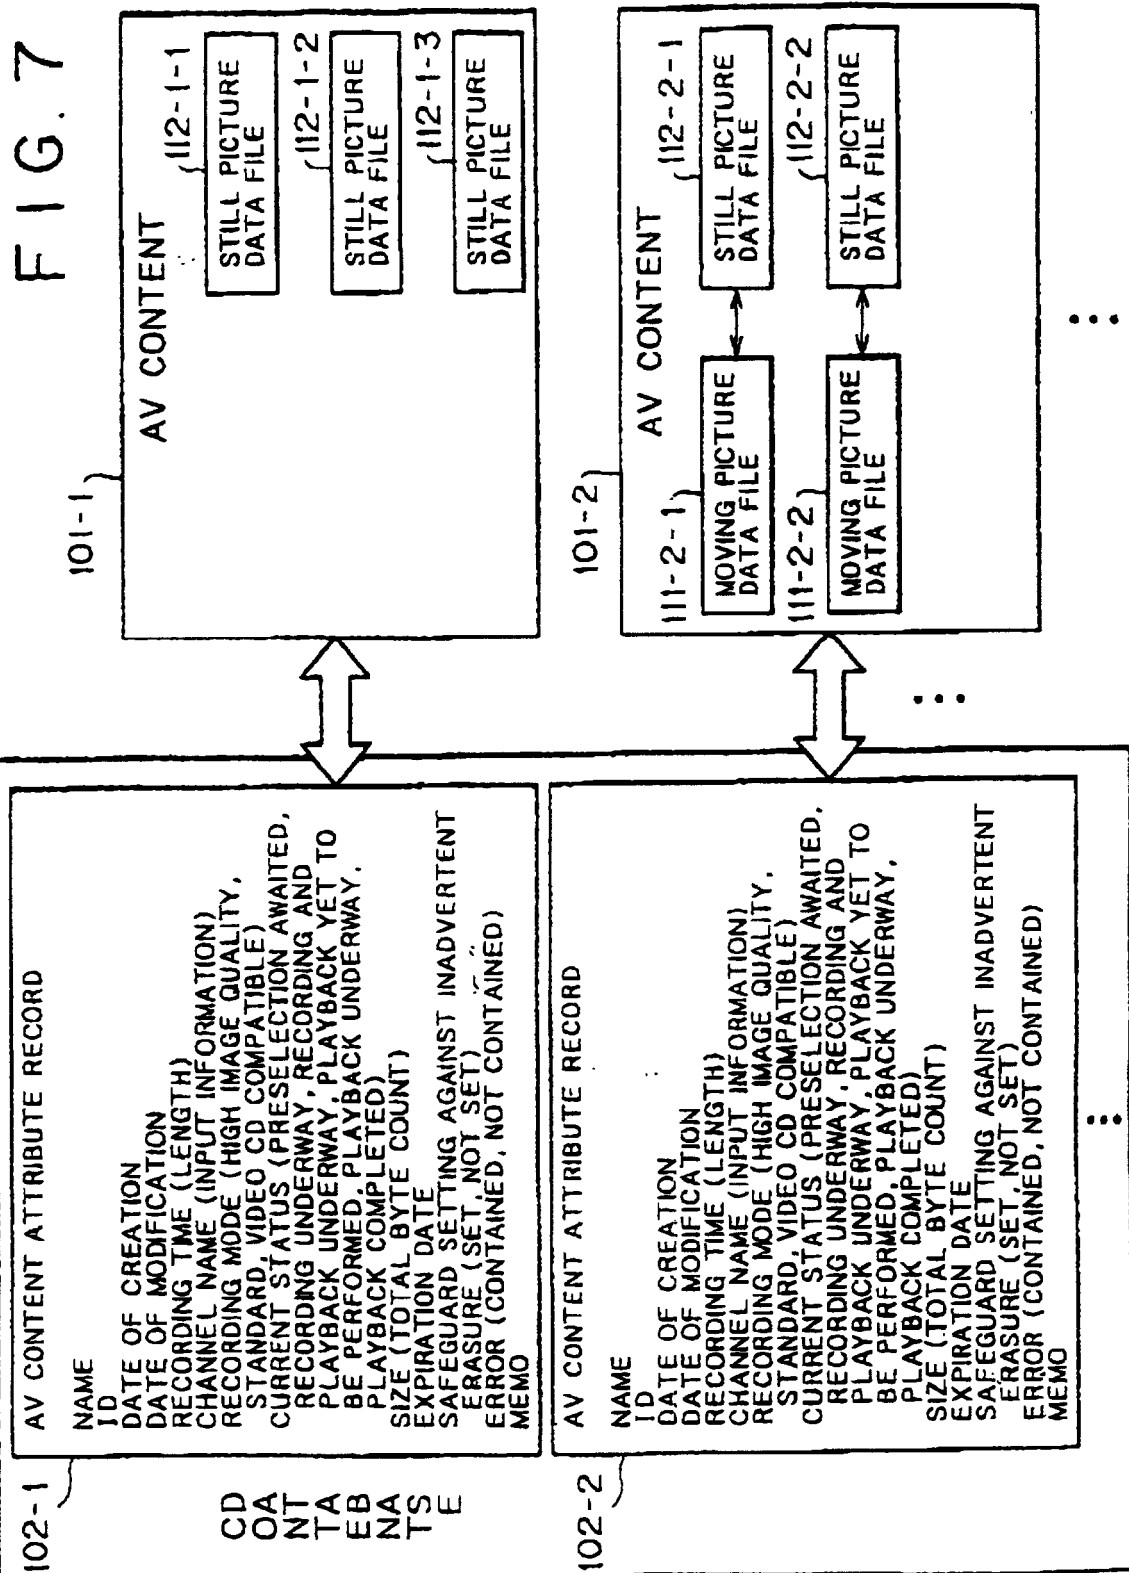 FIG. 7
102-1
AV CONTENT ATTRIBUTE RECORD
NAME
ID
DATE OF CREATION
DATE OF MODIFICATION
RECORDING TIME (LENGTH)
CHANNEL NAME (INPUT INFORMATION)
RECORDING MODE (HIGH IMAGE QUALITY,
STANDARD, VIDEO CD COMPATIBLE)
CURRENT STATUS (PRESELECTION AWAITED,
RECORDING UNDERWAY, RECORDING AND
PLAYBACK UNDERWAY, PLAYBACK YET TO
BE PERFORMED, PLAYBACK UNDERWAY,
PLAYBACK COMPLETED)
SIZE (TOTAL BYTE COUNT)
EXPIRATION DATE
SAFEGUARD SETTING AGAINST INADVERTENT
ERASURE (SET, NOT SET)
ERROR (CONTAINED, NOT CONTAINED)
MEMO
101-1
AV CONTENT
112-1-1
STILL PICTURE
DATA FILE
112-1-2
STILL PICTURE
DATA FILE
112-1-3
STILL PICTURE
DATA FILE
CD
OA
NT
TA
EB
NA
TS
E
102-2
AV CONTENT ATTRIBUTE RECORD
NAME
ID
DATE OF CREATION
DATE OF MODIFICATION
RECORDING TIME (LENGTH)
CHANNEL NAME (INPUT INFORMATION)
RECORDING MODE (HIGH IMAGE QUALITY,
STANDARD, VIDEO CD COMPATIBLE)
CURRENT STATUS (PRESELECTION AWAITED,
RECORDING UNDERWAY, RECORDING AND
PLAYBACK UNDERWAY, PLAYBACK YET TO
BE PERFORMED, PLAYBACK UNDERWAY,
PLAYBACK COMPLETED)
SIZE (TOTAL BYTE COUNT)
EXPIRATION DATE
SAFEGUARD SETTING AGAINST INADVERTENT
ERASURE (SET, NOT SET)
ERROR (CONTAINED, NOT CONTAINED)
MEMO
101-2
AV CONTENT
111-2-1
MOVING PICTURE
DATA FILE
112-2-1
STILL PICTURE
DATA FILE
111-2-2
MOVING PICTURE
DATA FILE
112-2-2
STILL PICTURE
DATA FILE